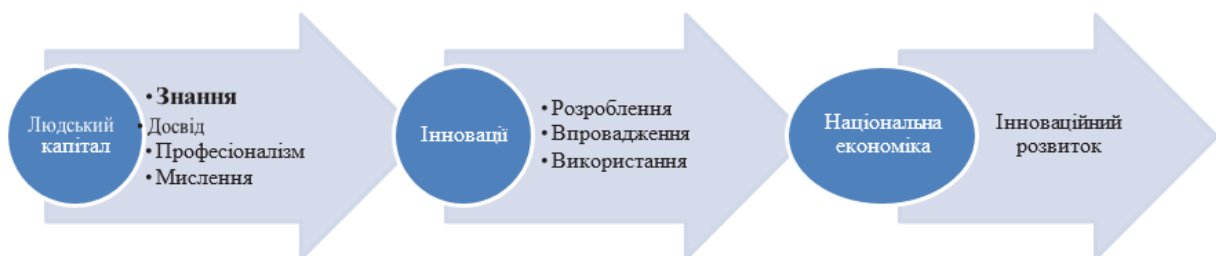 Людський
капітал
• Знання
• Досвід
• Професіоналізм
• Мислення
Інновації
• Розроблення
• Впровадження
• Використання
Національна
економіка
Інноваційний
розвиток